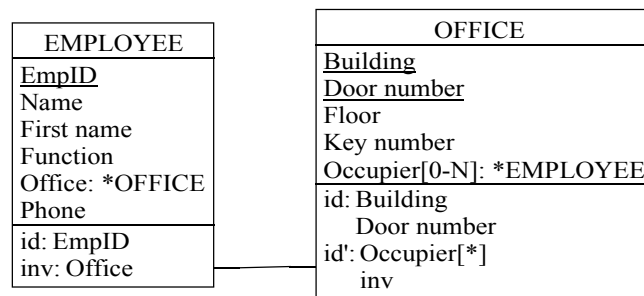 EMPLOYEE
EmpID
Name
First name
Function
Office: *OFFICE
Phone
id: EmpID
inv: Office
OFFICE
Building
Door number
Floor
Key number
Occupier[0-N]: *EMPLOYEE
id: Building
Door number
id': Occupier[*]
inv